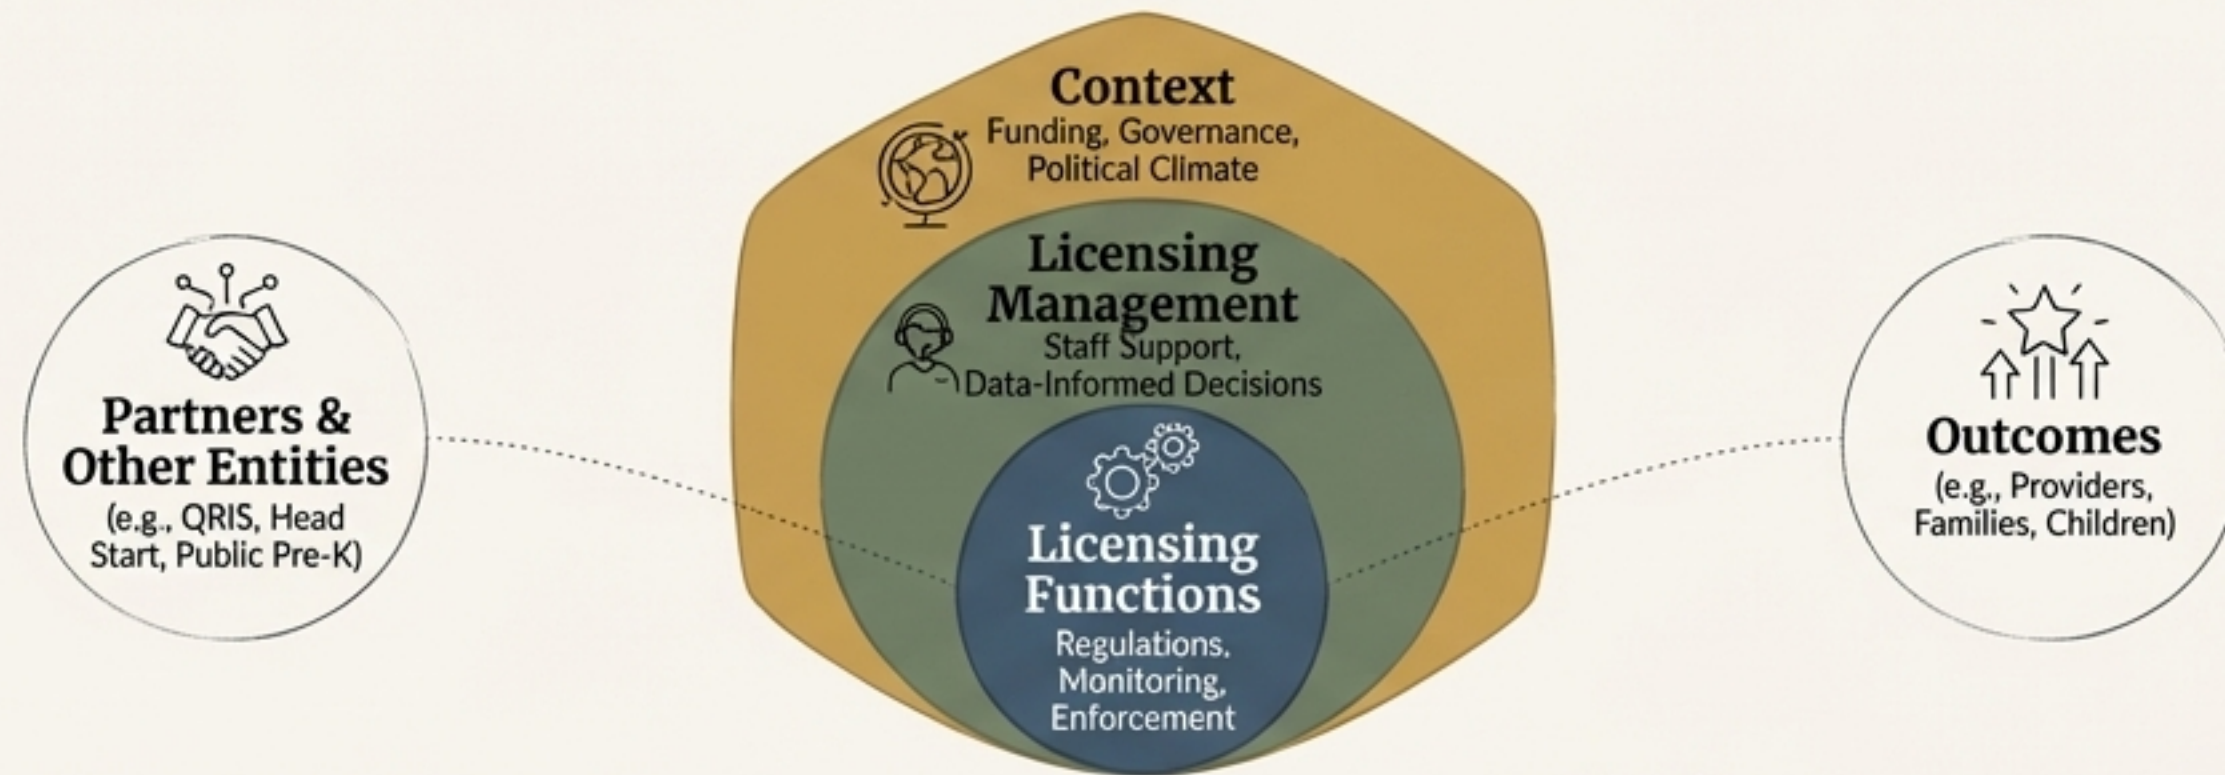 Context
Funding, Governance,
Political Climate
Licensing
Management
Staff Support,
Data-Informed Decisions
Partners &
Other Entities
(e.g., QRIS, Head
Start, Public Pre-K)
Licensing
Functions
Regulations,
Monitoring,
Enforcement
Outcomes
(e.g., Providers,
Families, Children)